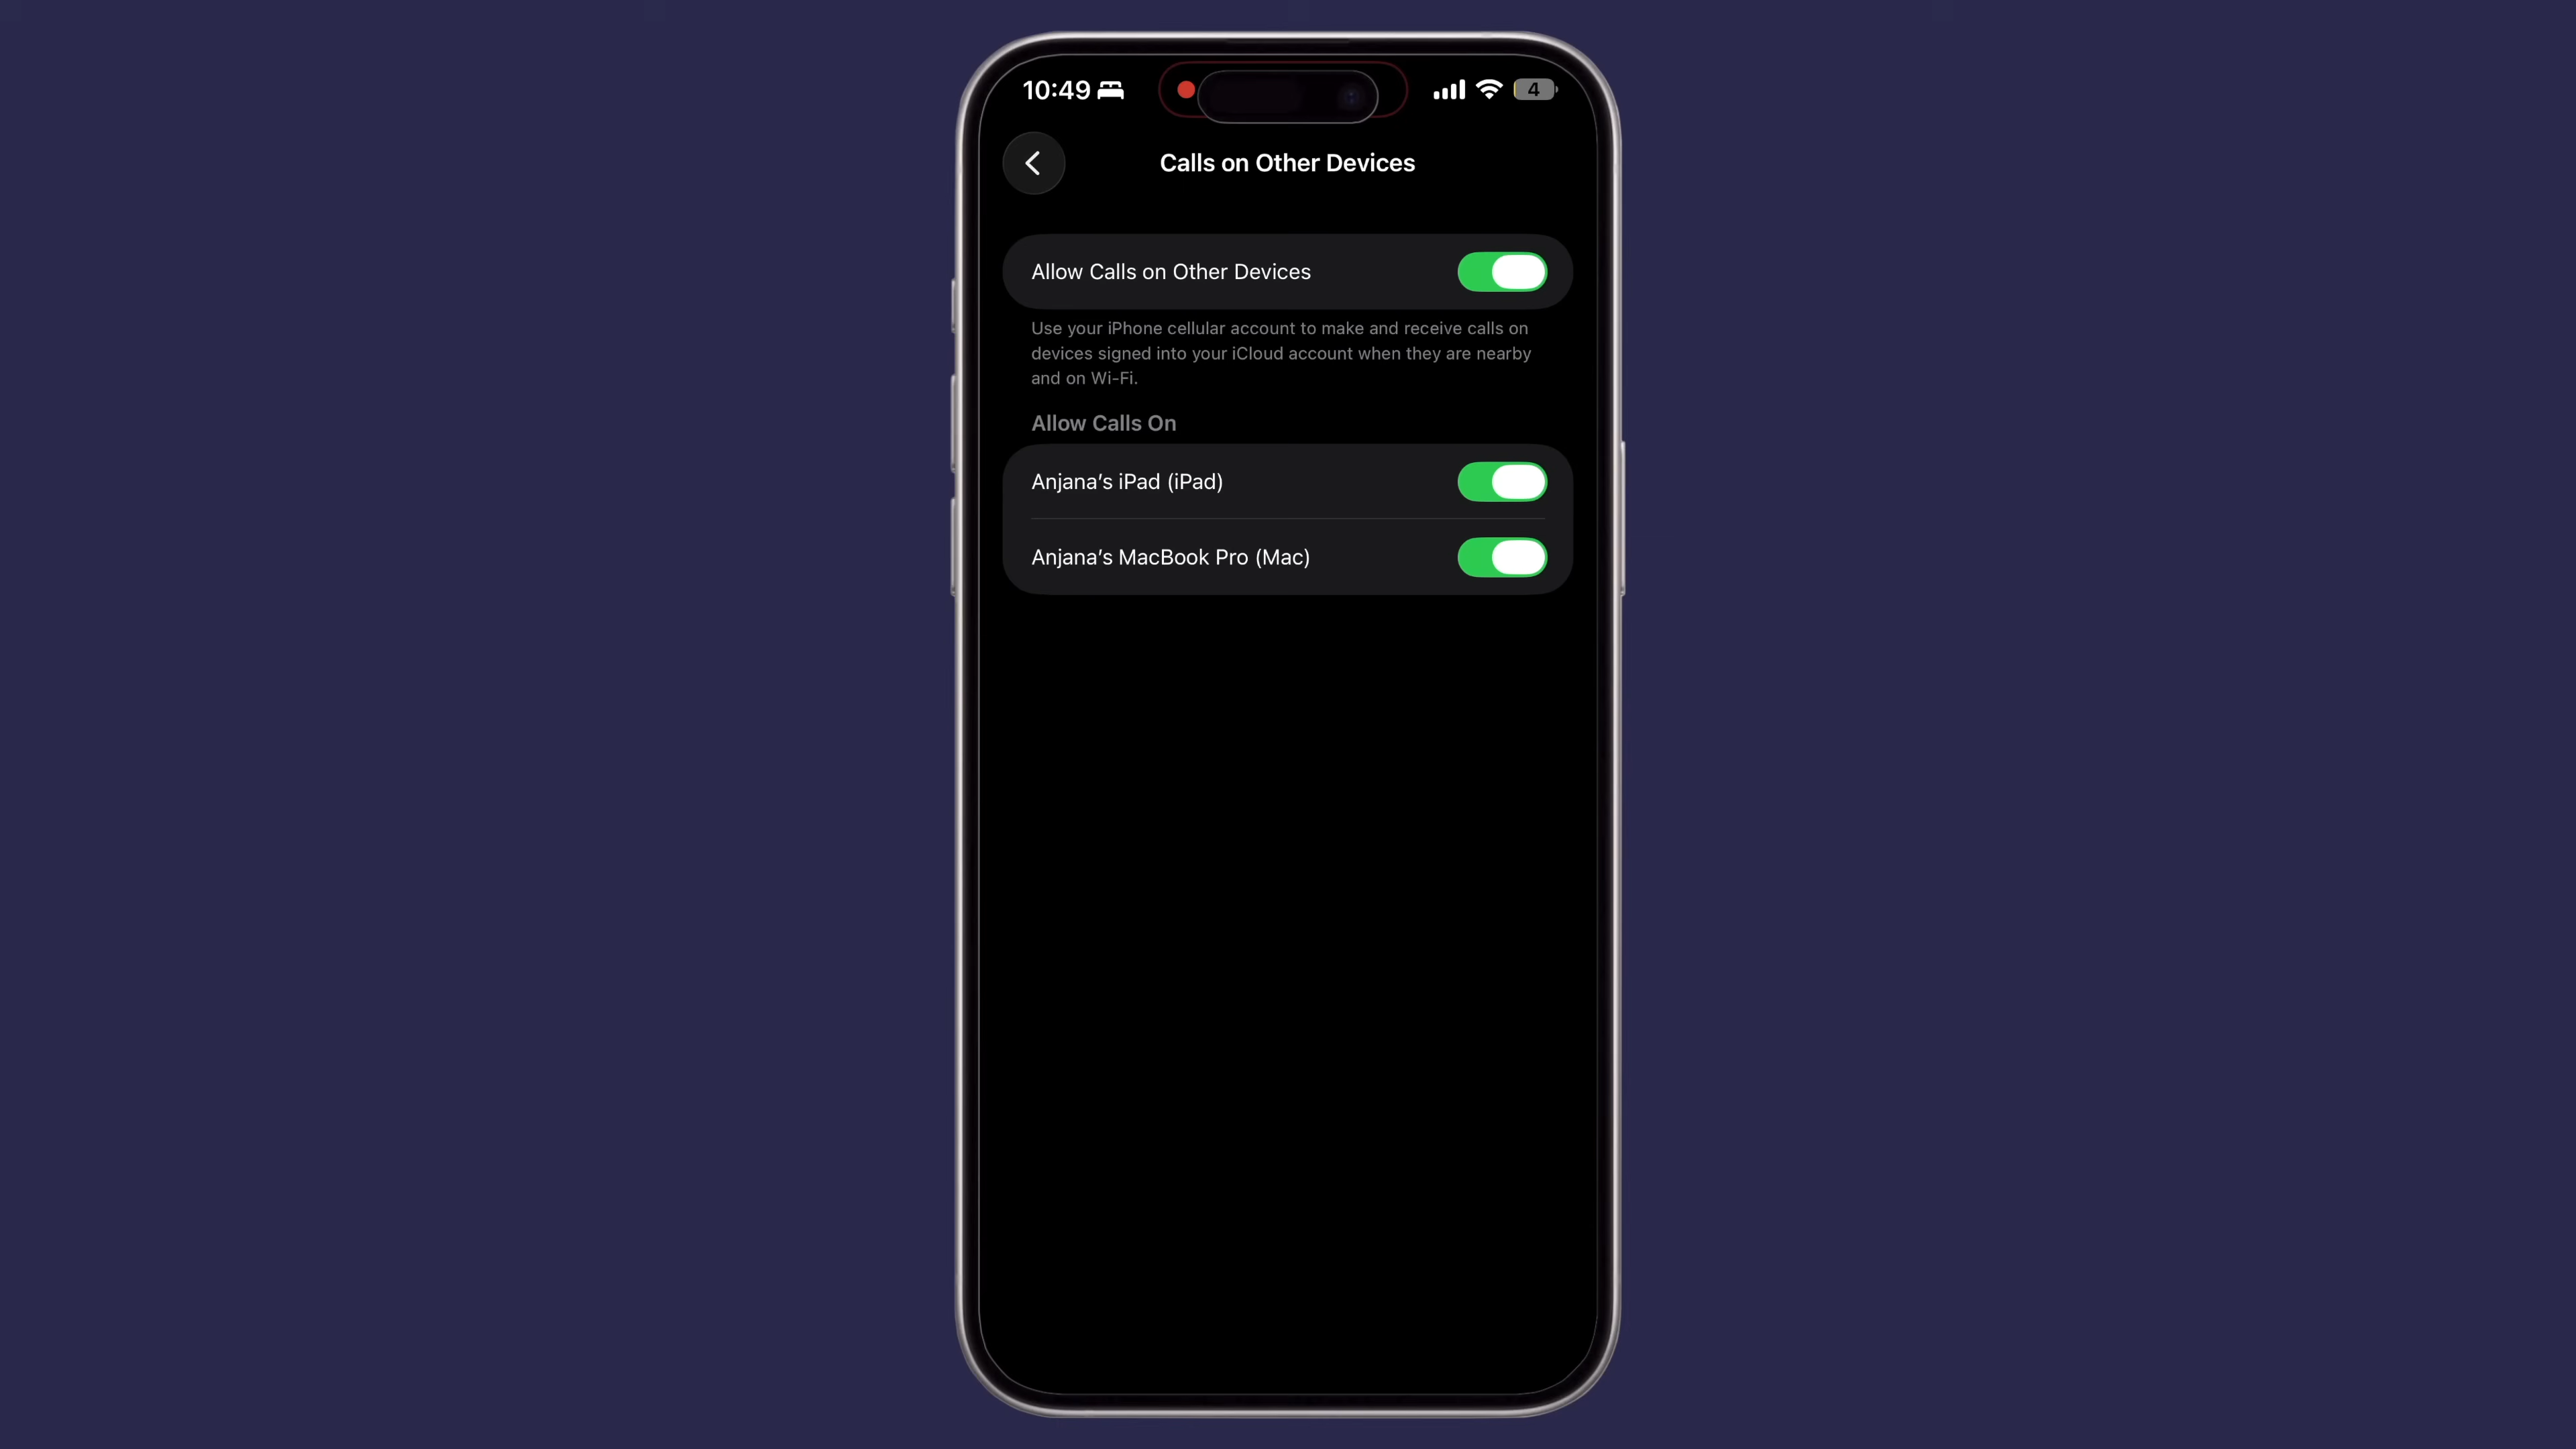 10:49
4
Calls on Other Devices
Allow Calls on Other Devices
Use your iPhone cellular account to make and receive calls on
devices signed into your iCloud account when they are nearby
and on Wi-Fi.
Allow Calls On
Anjana’s iPad (iPad)
Anjana’s MacBook Pro (Mac)